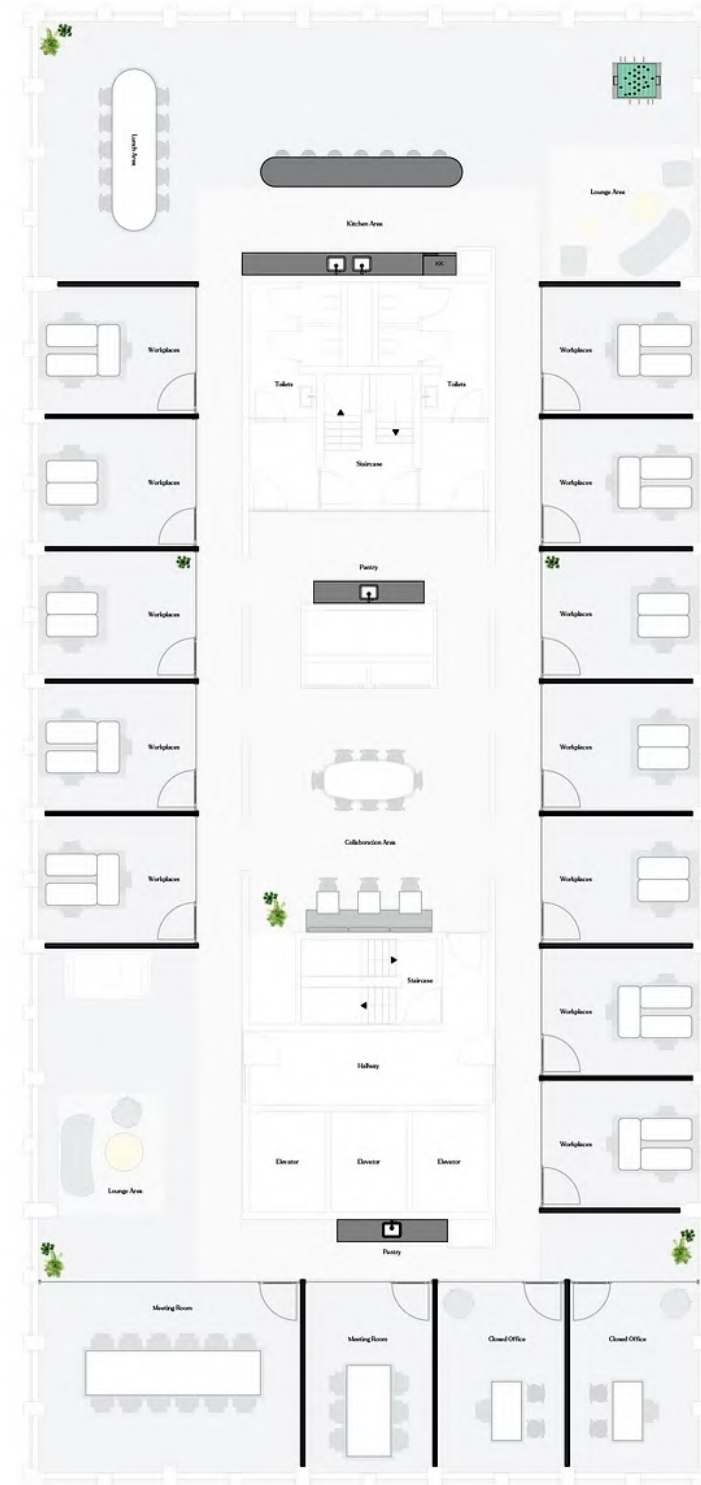 Lunch Area
Lounge Area
Kitchen Area
Workplaces
Workplaces
Toilets
Toilets
Workplaces
Staircase
Workplaces
Pantry
Workplaces
Workplaces
Workplaces
Workplaces
Collaboration Area
Workplaces
Workplaces
Staircase
Workplaces
Hallway
Workplaces
Elevator
Elevator
Elevator
Lounge Area
Pantry
Meeting Room
Meeting Room
Closed Office
Closed Office